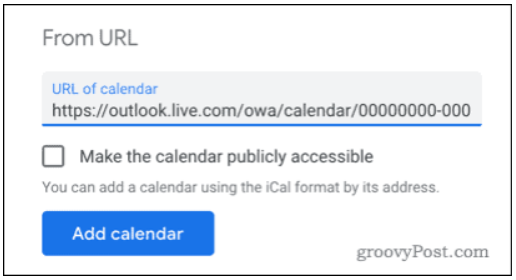 From URL
URL of calendar
https://outlook.live.com/owa/calendar/00000000-000
Make the calendar publicly accessible
You can add a calendar using the iCal format by its address.
Add calendar
groovyPost.com